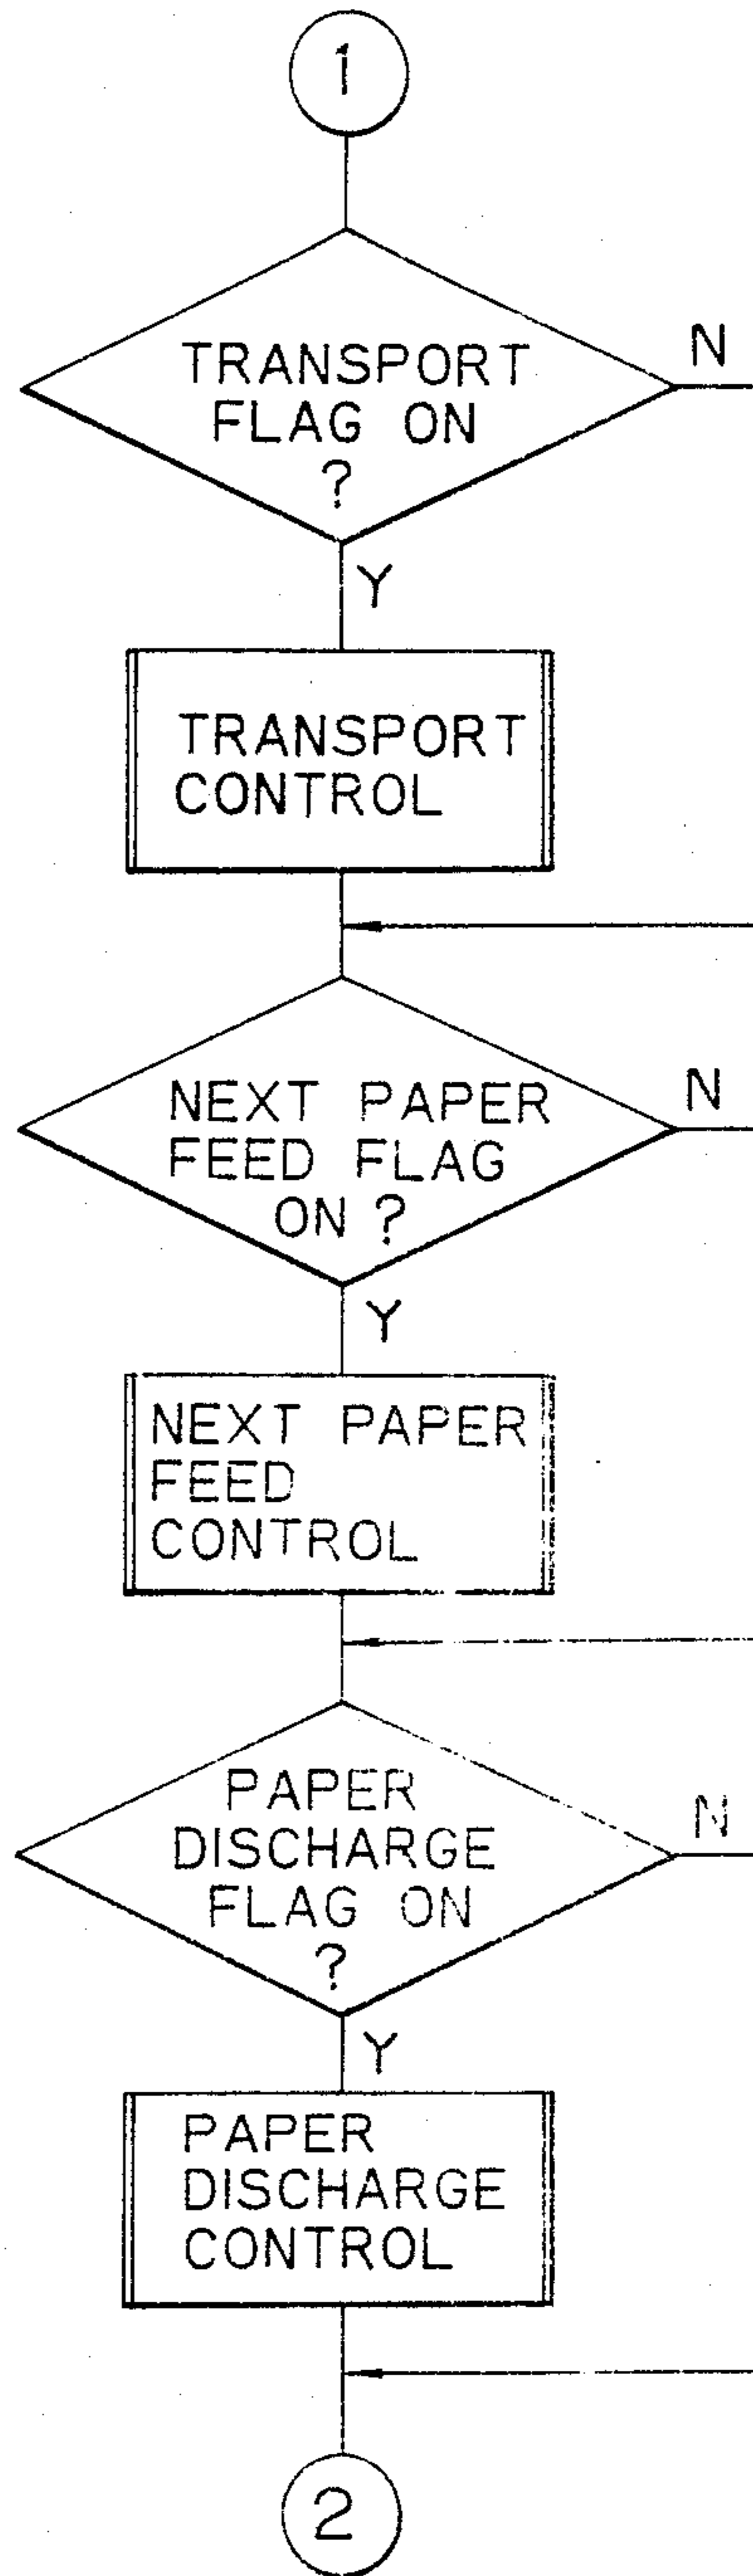 1
TRANSPORT
FLAG ON
?
N
Y
TRANSPORT
CONTROL
NEXT PAPER
FEED FLAG
ON ?
N
Y
NEXT PAPER
FEED
CONTROL
PAPER
DISCHARGE
FLAG ON
?
N
Y
PAPER
DISCHARGE
CONTROL
2